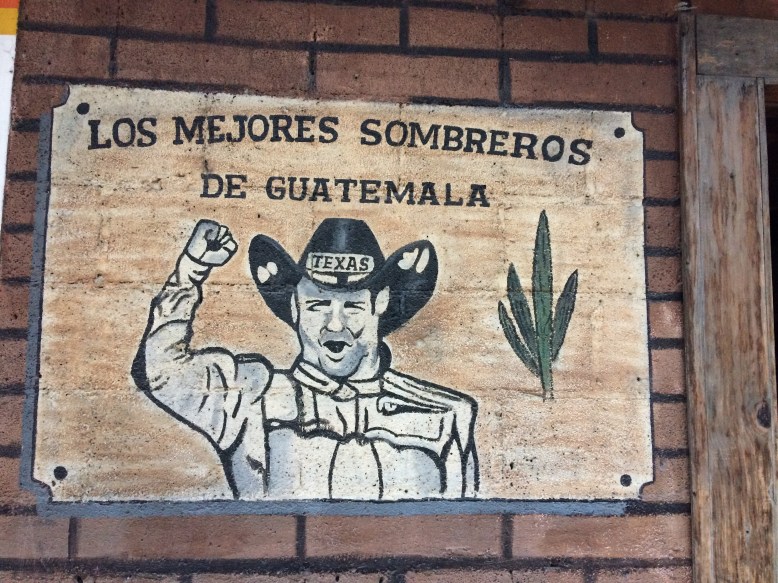 LOS MEJORES SOMBREROS
DE GUATEMALA
TEXAS